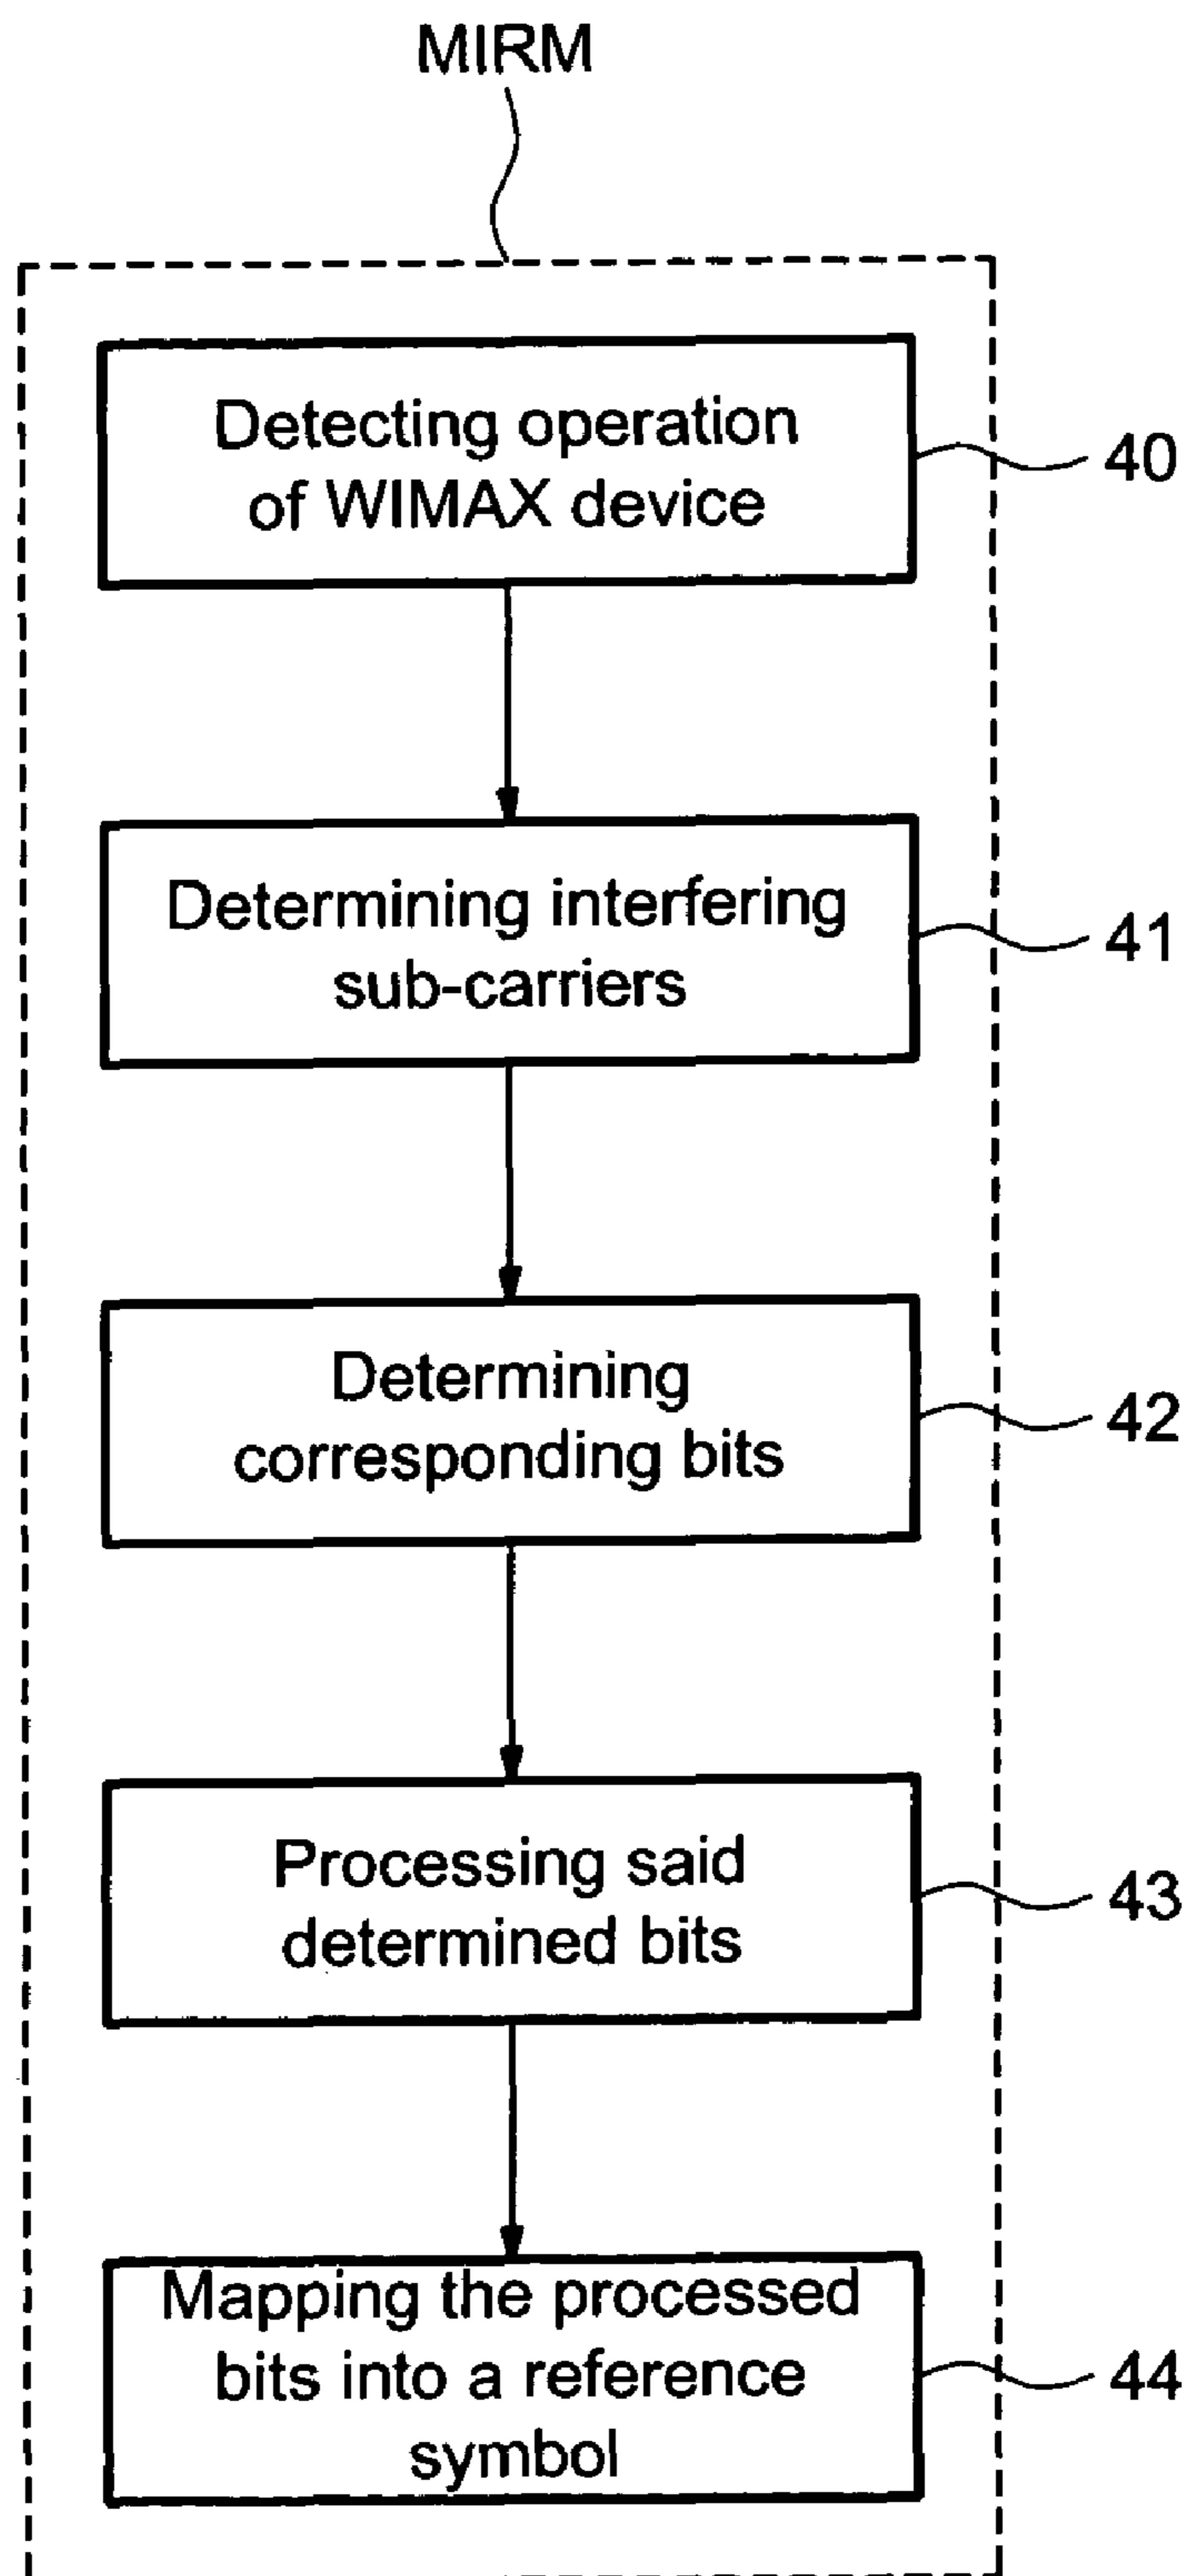 MIRM
Detecting operation
of WIMAX device
40
Determining interfering
sub-carriers
41
Determining
corresponding bits
42
Processing said
determined bits
43
Mapping the processed
bits into a reference
symbol
44